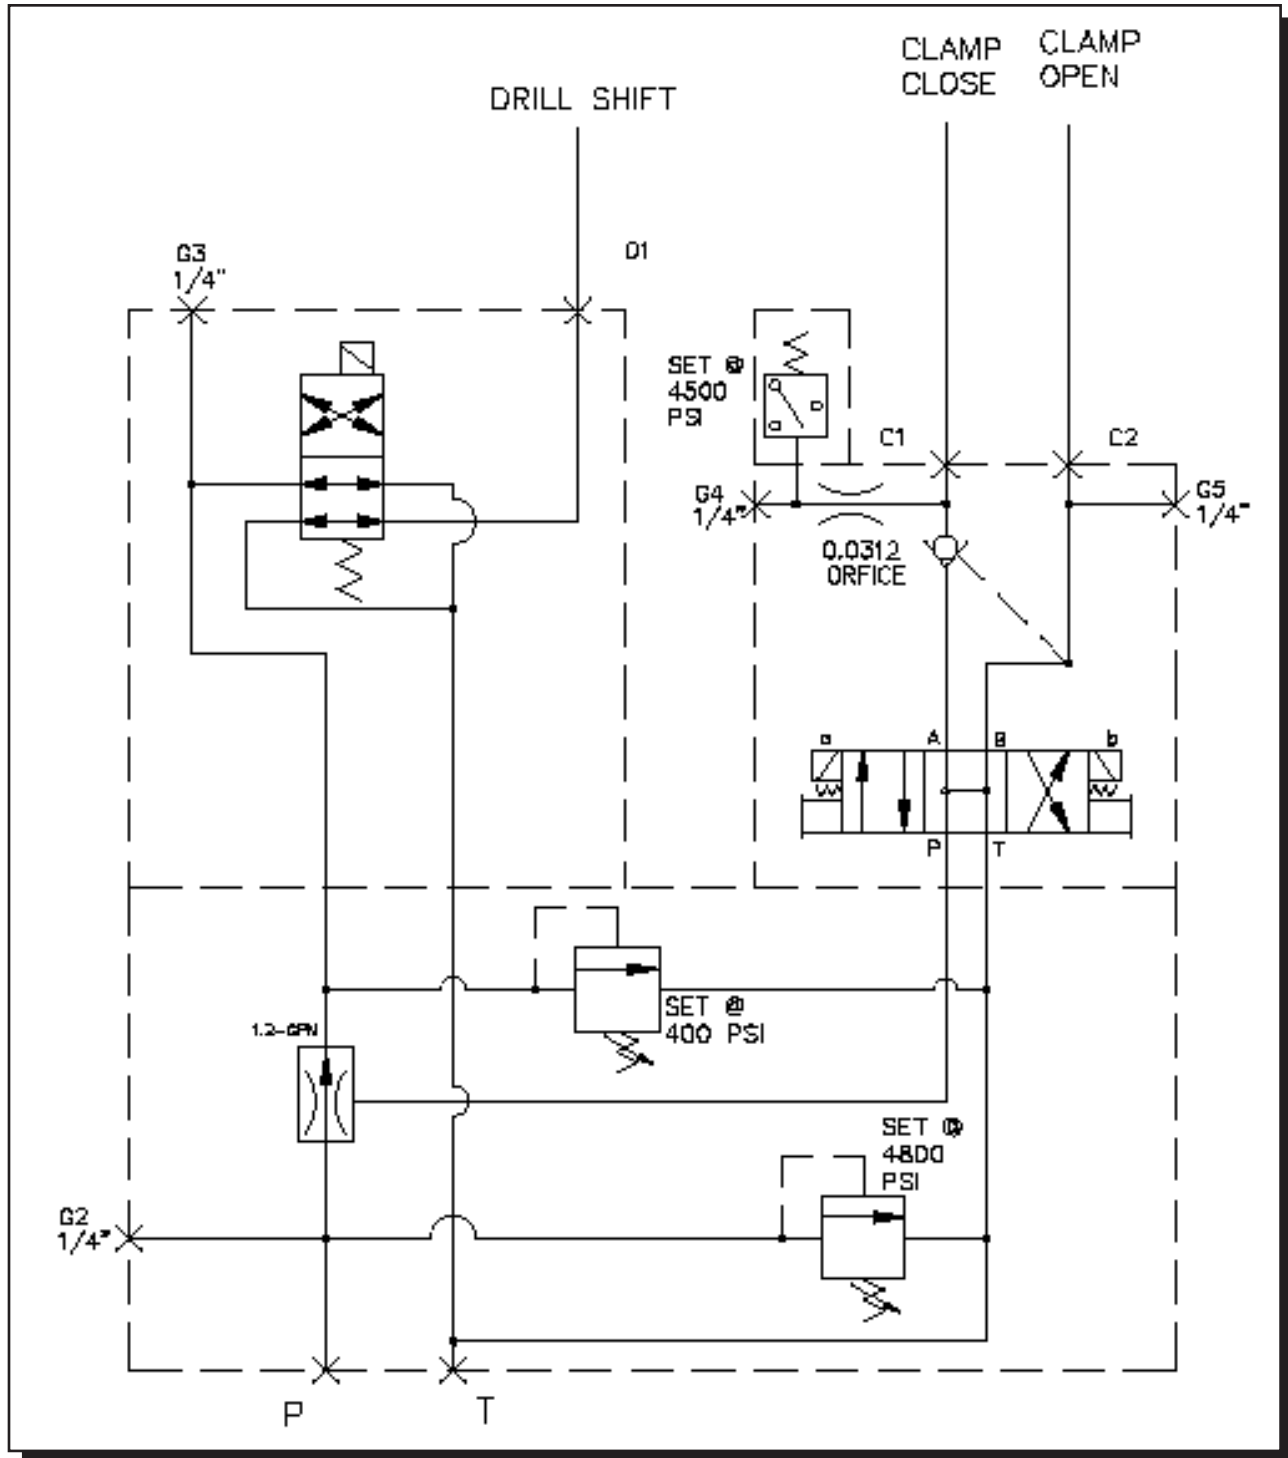 CLAMP
CLOSE
CLAMP
OPEN
DRILL SHIFT
G3
1/4"
D1
SET @
4500
PSI
C1
C2
G4
1/4"
G5
1/4"
0.0312
ORFICE
a
A
B
b
P
T
SET @
400 PSI
1.2-GPM
SET @
4800
PSI
G2
1/4"
P
T